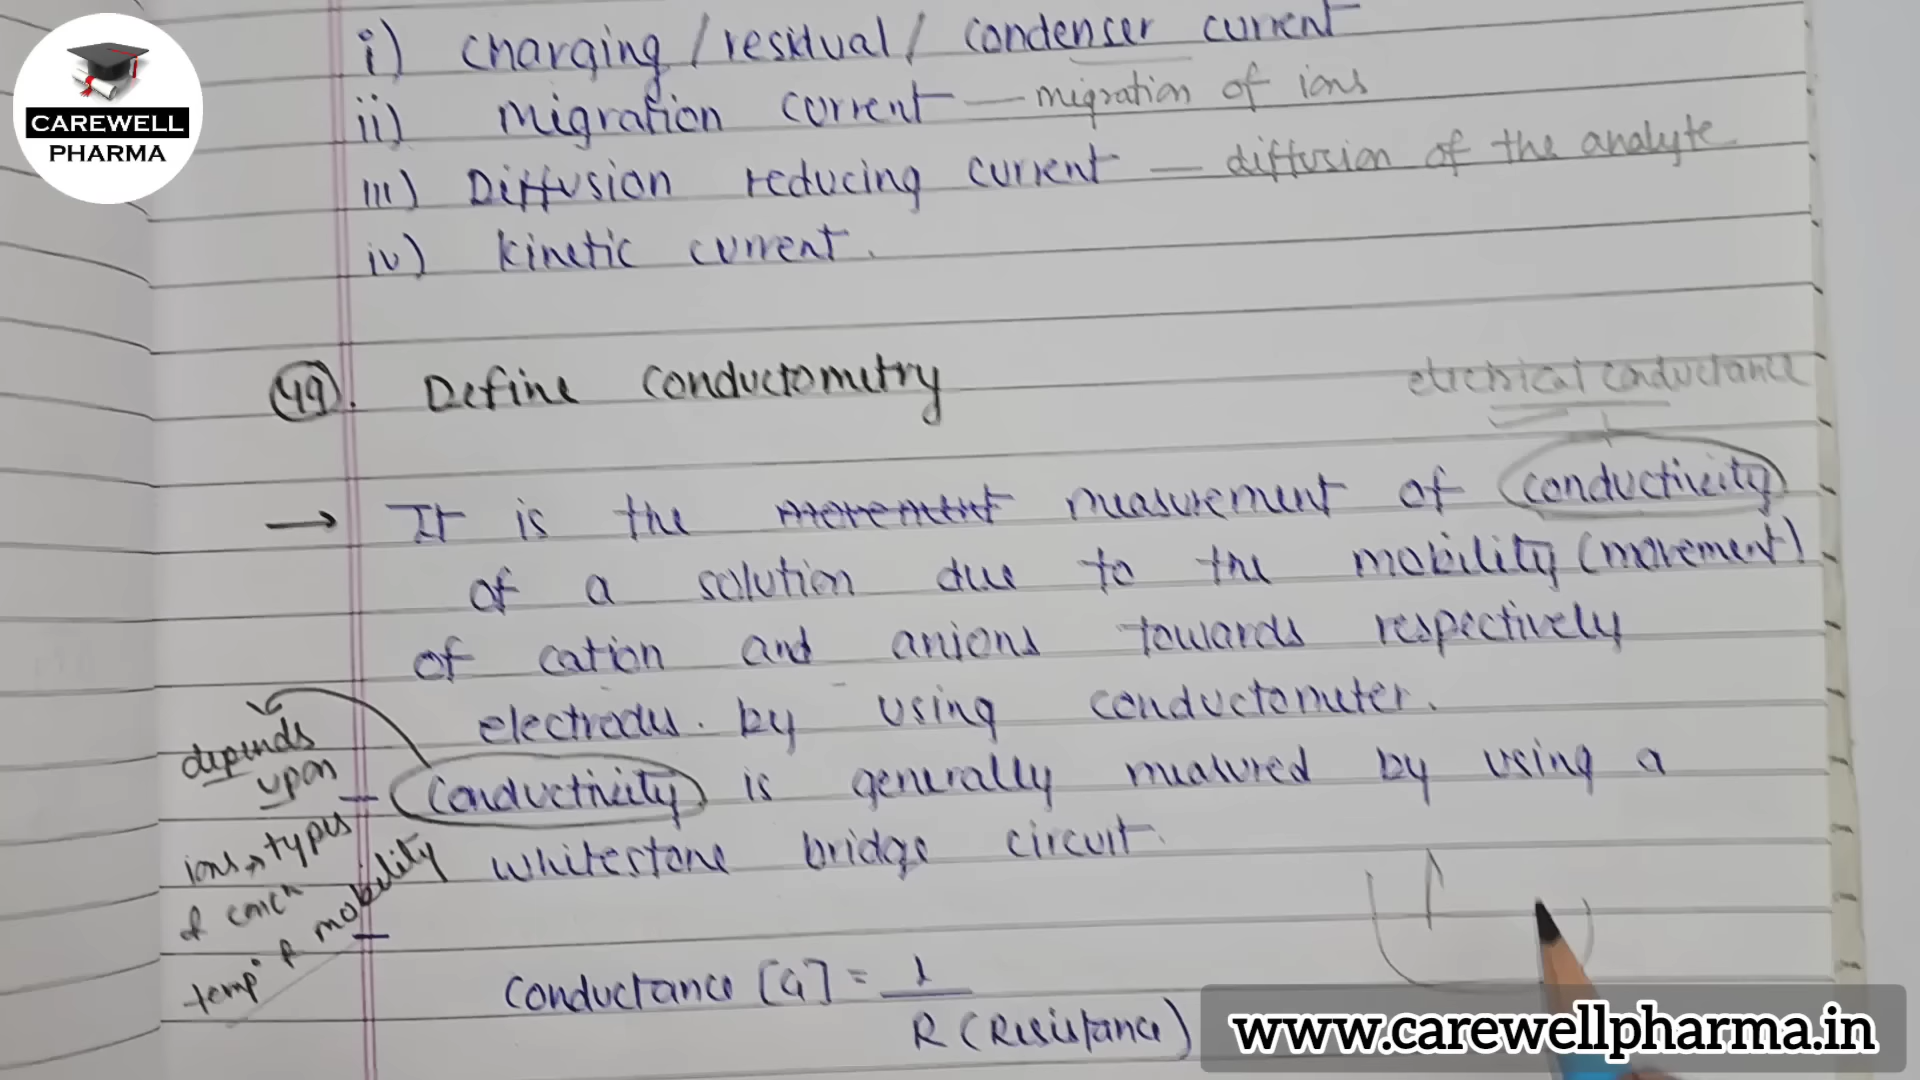 CAREWELL
PHARMA
i) Charging / residual / condenser current
ii) Migration current — migration of ions
iii) Diffusion reducing current — diffusion of the analyte
iv) Kinetic current.
49. Define Conductometry
electrical conductance
→ It is the measurement of conductivity
of a solution due to the mobility (movement)
of cation and anions towards respectively
electrodes. by using conductometer.
depends
upon
ions → types
& concn
temp° & mobility
– Conductivity is generally measured by using a
whitestone bridge circuit.
Conductance [G] = 1
R (Resistance)
www.carewellpharma.in